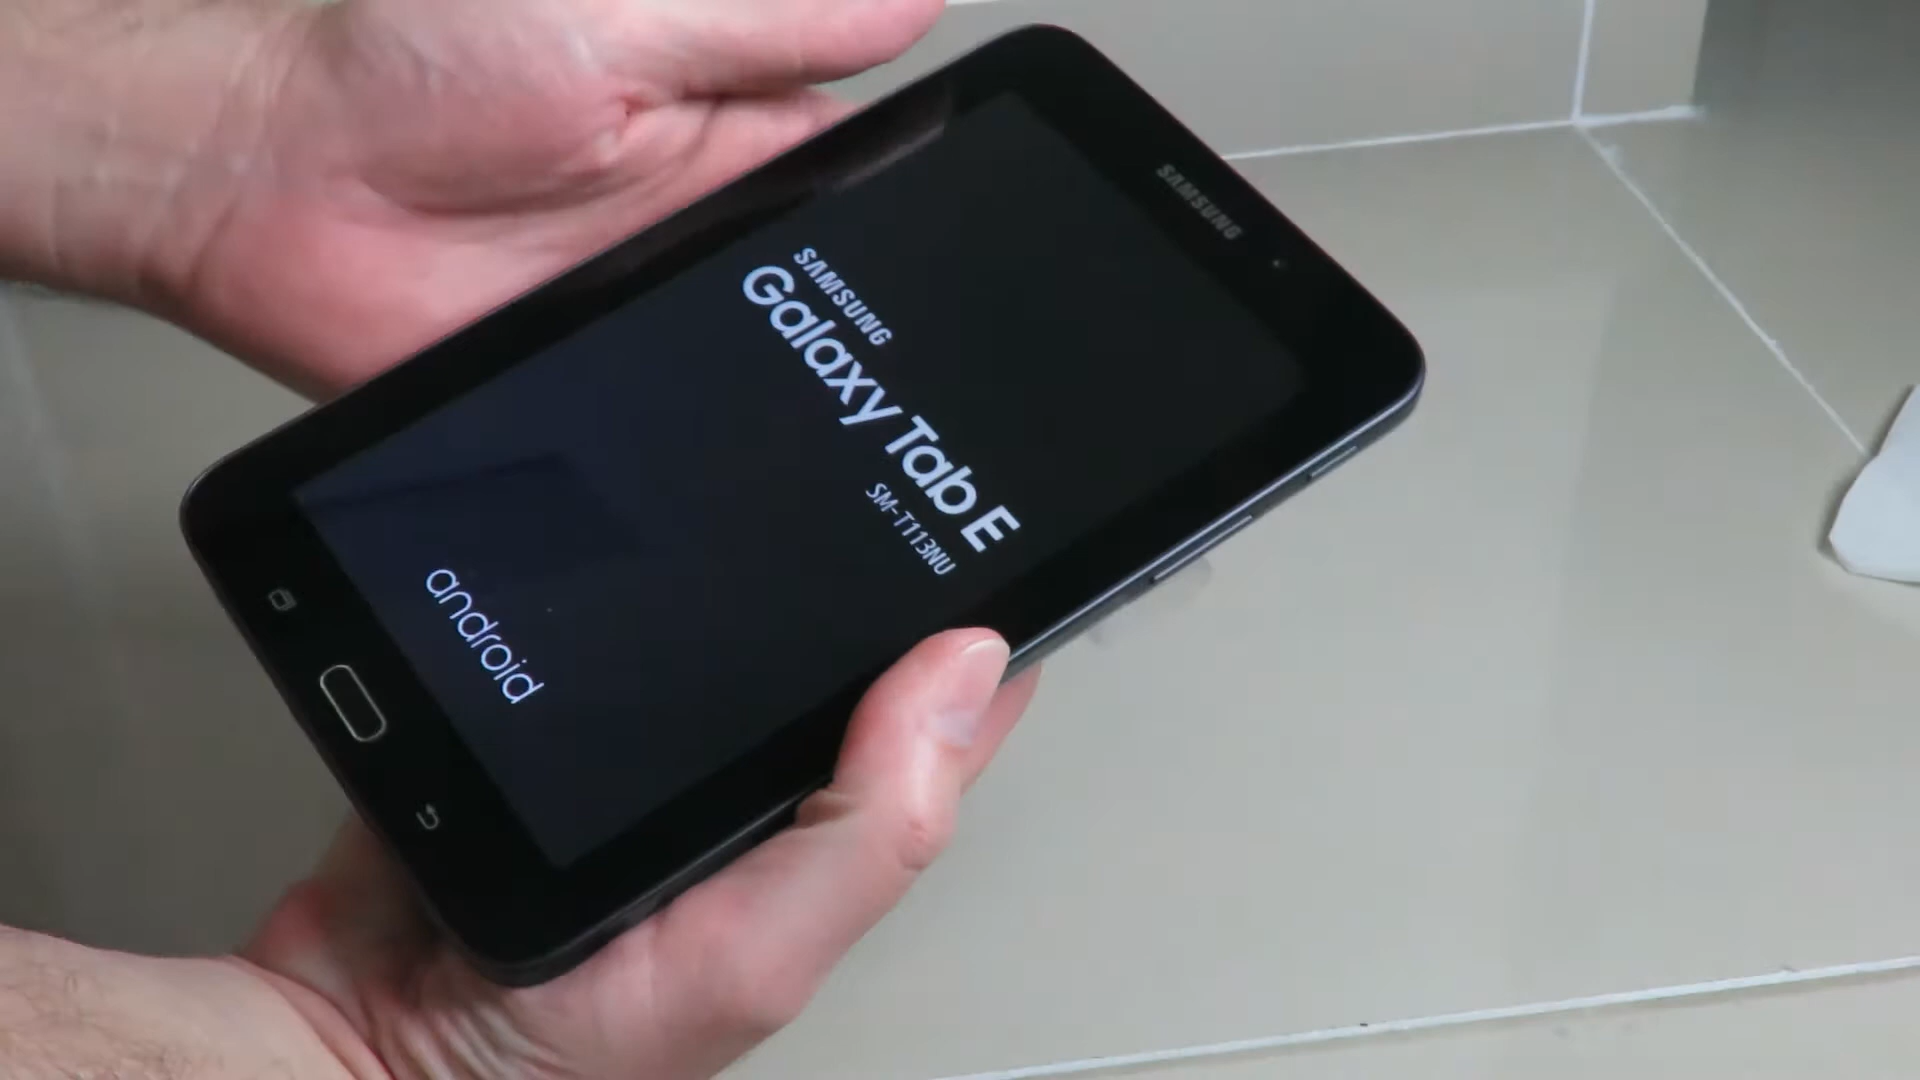 SAMSUNG
SAMSUNG
Galaxy Tab E
SM-T113NU
android